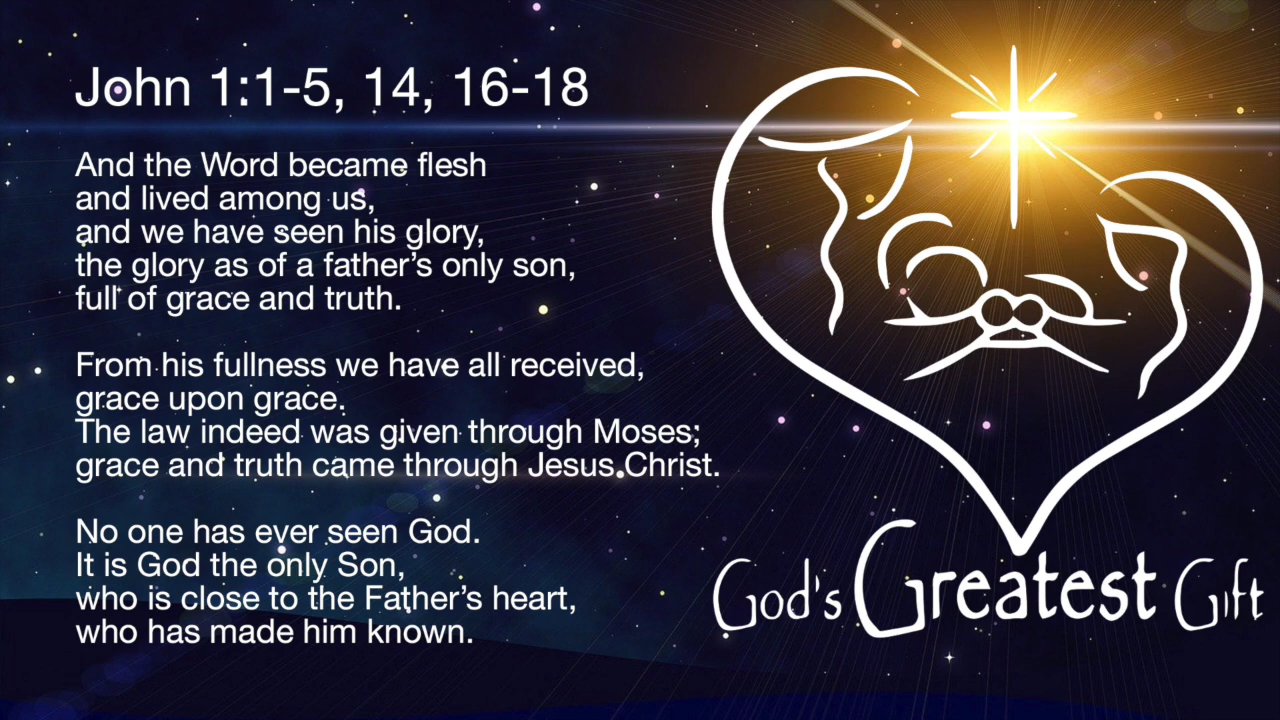 John 1:1-5, 14, 16-18
And the Word became flesh
and lived among us,
and we have seen his glory,
the glory as of a father’s only son,
full of grace and truth.
From his fullness we have all received,
grace upon grace.
The law indeed was given through Moses;
grace and truth came through Jesus Christ.
No one has ever seen God.
It is God the only Son,
who is close to the Father’s heart,
who has made him known.
God's Greatest Gift